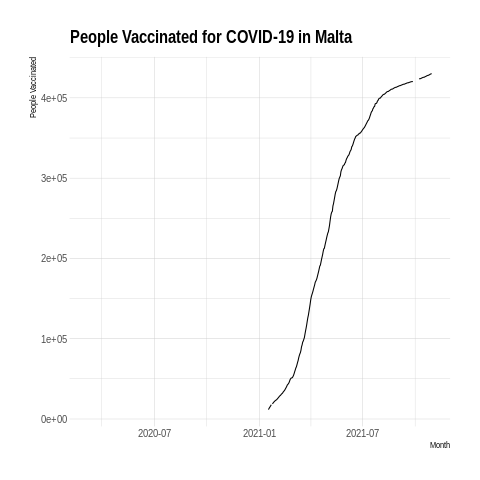 People Vaccinated for COVID-19 in Malta
People Vaccinated
4e+05
3e+05
2e+05
1e+05
0e+00
2020-07
2021-01
2021-07
Month